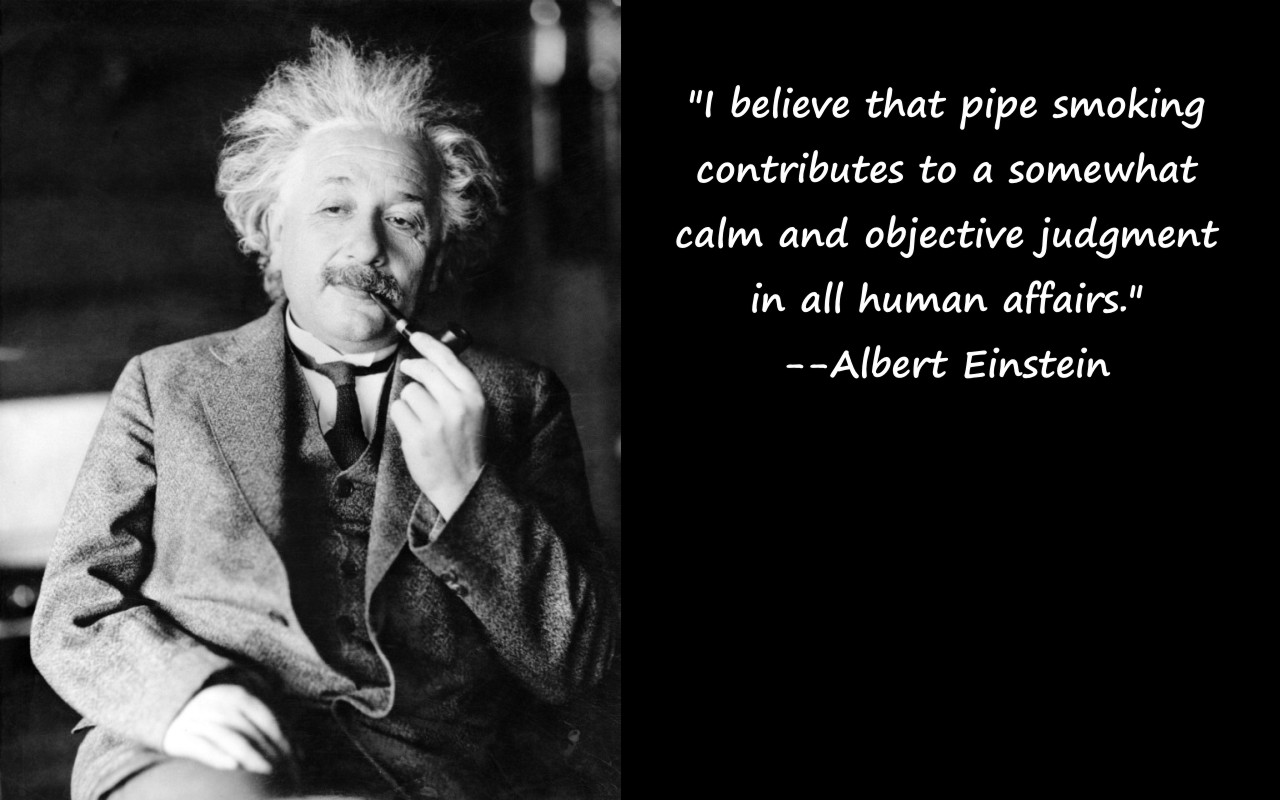 "I believe that pipe smoking
contributes to a somewhat
calm and objective judgment
in all human affairs."
--Albert Einstein